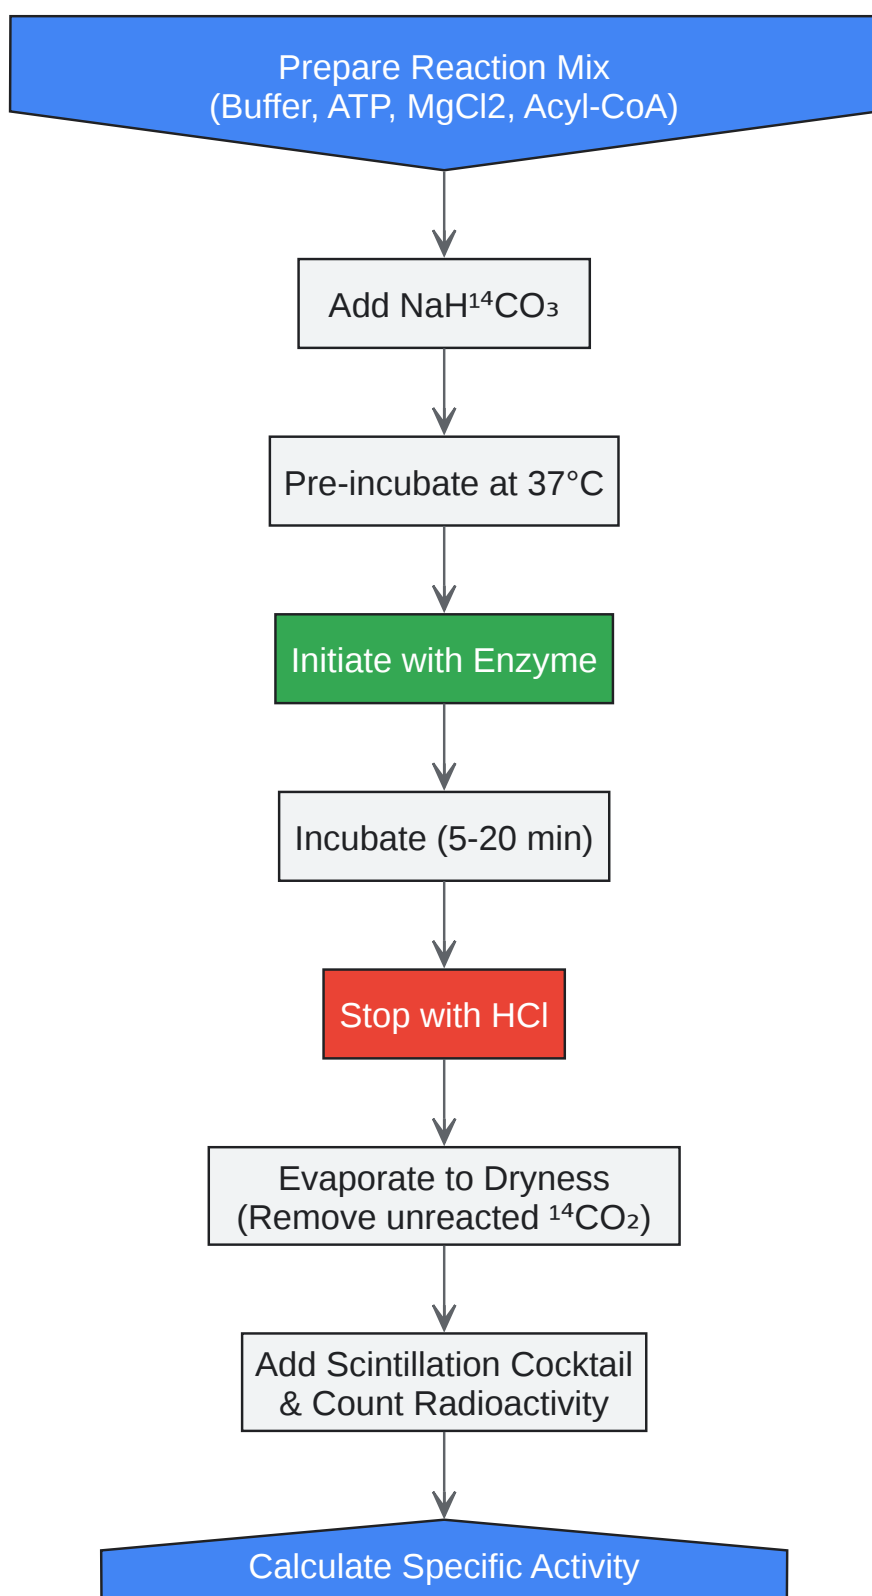 Prepare Reaction Mix
(Buffer, ATP, MgCl2, Acyl-CoA)
Add NaH¹⁴CO₃
Pre-incubate at 37°C
Initiate with Enzyme
Incubate (5-20 min)
Stop with HCl
Evaporate to Dryness
(Remove unreacted ¹⁴CO₂)
Add Scintillation Cocktail
& Count Radioactivity
Calculate Specific Activity